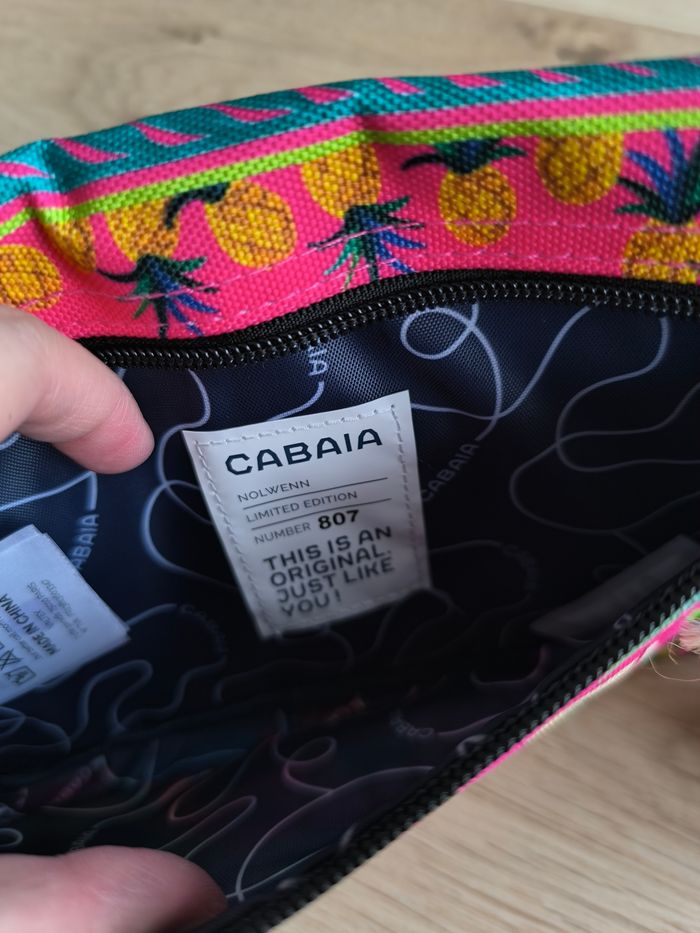 CABAIA
NOLWENN
LIMITED EDITION
NUMBER 807
THIS IS AN
ORIGINAL.
JUST LIKE
YOU!
CABAIA
CABAIA
MADE IN CHINA